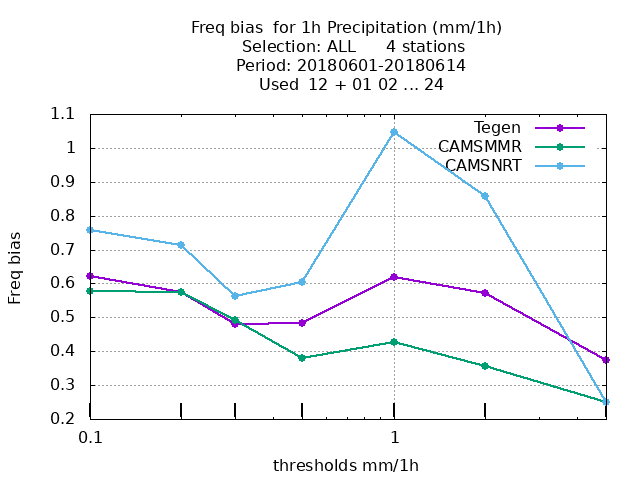 Freq bias  for 1h Precipitation (mm/1h)
Selection: ALL      4 stations
Period: 20180601-20180614
Used  12 + 01 02 ... 24
1.1
1
0.9
0.8
0.7
0.6
0.5
0.4
0.3
0.2
Freq bias
Tegen
CAMSMMR
CAMSNRT
0.1
1
thresholds mm/1h